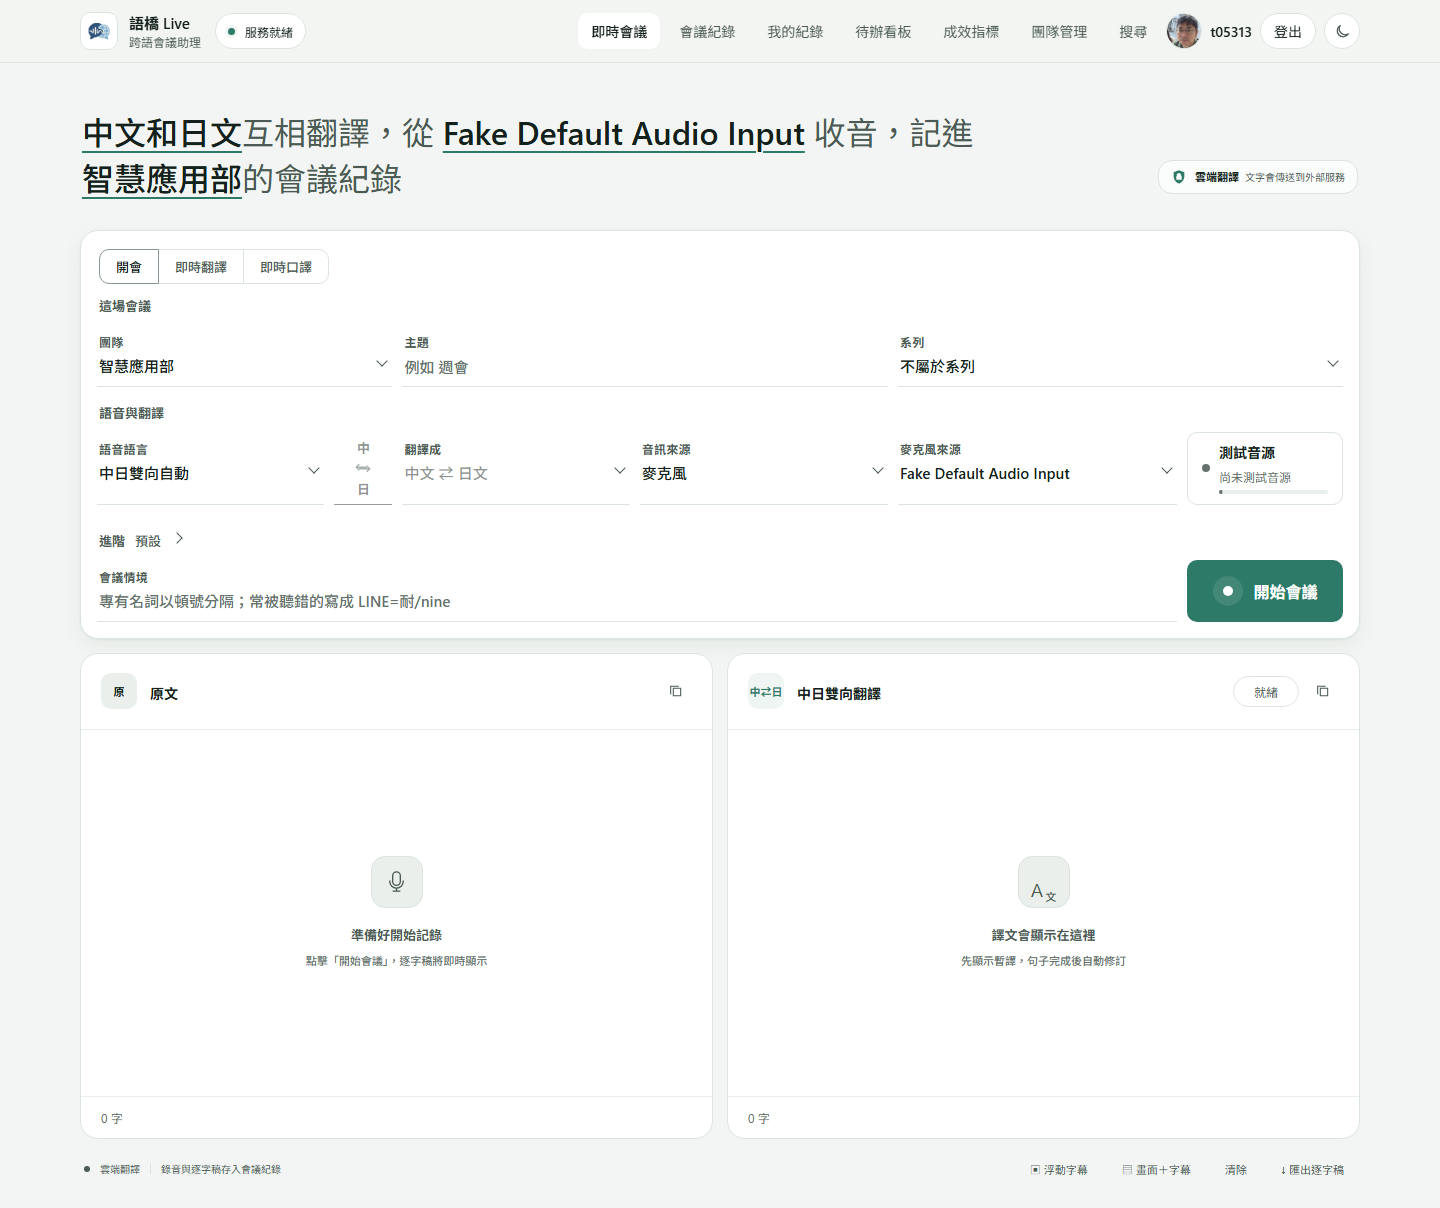 語橋 Live
跨語會議助理
服務就緒
即時會議 會議紀錄 我的紀錄 待辦看板 成效指標 團隊管理 搜尋 t05313 登出
中文和日文互相翻譯，從 Fake Default Audio Input 收音，記進
智慧應用部的會議紀錄
雲端翻譯 文字會傳送到外部服務
開會 即時翻譯 即時口譯
這場會議
團隊 主題 系列
智慧應用部 例如 週會 不屬於系列
語音與翻譯
語音語言 中 ⇆ 日 翻譯成 音訊來源 麥克風來源 測試音源
中日雙向自動 中文 ⇄ 日文 麥克風 Fake Default Audio Input 尚未測試音源
進階 預設
會議情境
專有名詞以頓號分隔；常被聽錯的寫成 LINE=耐/nine
開始會議
原 原文
中⇄日 中日雙向翻譯 就緒
準備好開始記錄
點擊「開始會議」，逐字稿將即時顯示
A文
譯文會顯示在這裡
先顯示暫譯，句子完成後自動修訂
0 字
0 字
雲端翻譯 錄音與逐字稿存入會議紀錄
浮動字幕 畫面＋字幕 清除 ↓ 匯出逐字稿